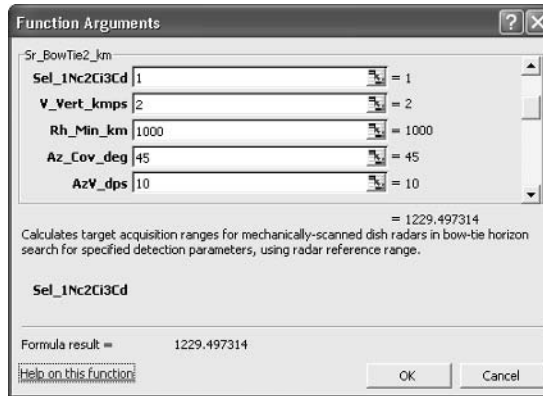 Function Arguments
Sr_BowTie2_km
Sel_1Nc2Ci3Cd 1 = 1
V_Vert_kmps 2 = 2
Rh_Min_km 1000 = 1000
Az_Cov_deg 45 = 45
AzV_dps 10 = 10
= 1229.497314
Calculates target acquisition ranges for mechanically-scanned dish radars in bow-tie horizon
search for specified detection parameters, using radar reference range.
Sel_1Nc2Ci3Cd
Formula result = 1229.497314
Help on this function OK Cancel